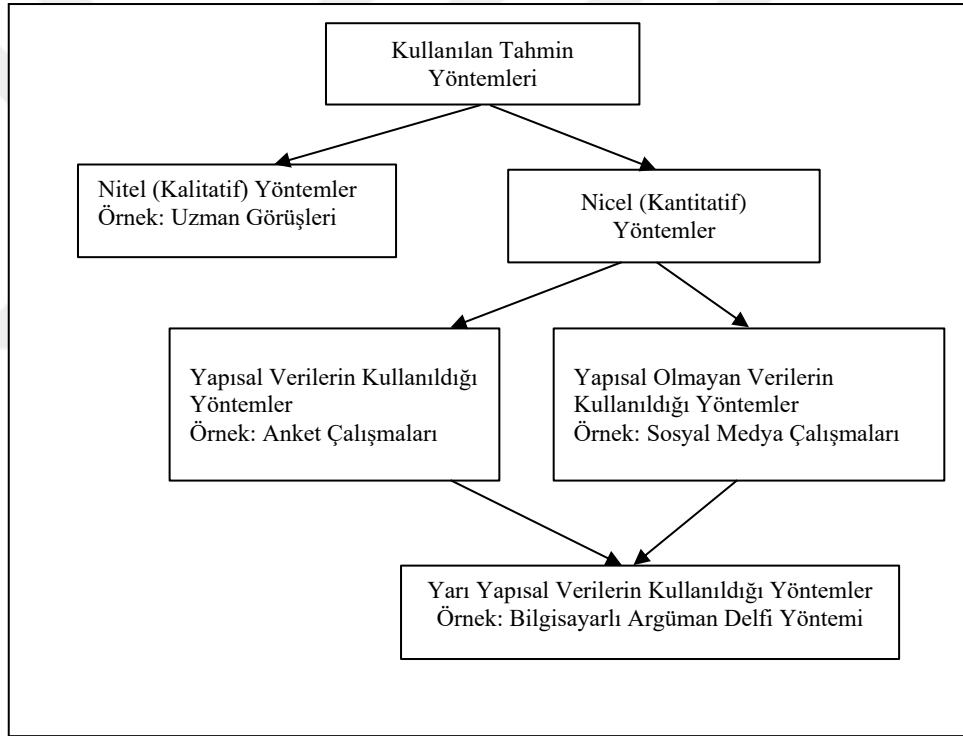 Kullanılan Tahmin
Yöntemleri
Nitel (Kalitatif) Yöntemler
Örnek: Uzman Görüşleri
Nicel (Kantitatif)
Yöntemler
Yapısal Verilerin Kullanıldığı
Yöntemler
Örnek: Anket Çalışmaları
Yapısal Olmayan Verilerin
Kullanıldığı Yöntemler
Örnek: Sosyal Medya Çalışmaları
Yarı Yapısal Verilerin Kullanıldığı Yöntemler
Örnek: Bilgisayarlı Argüman Delfi Yöntemi